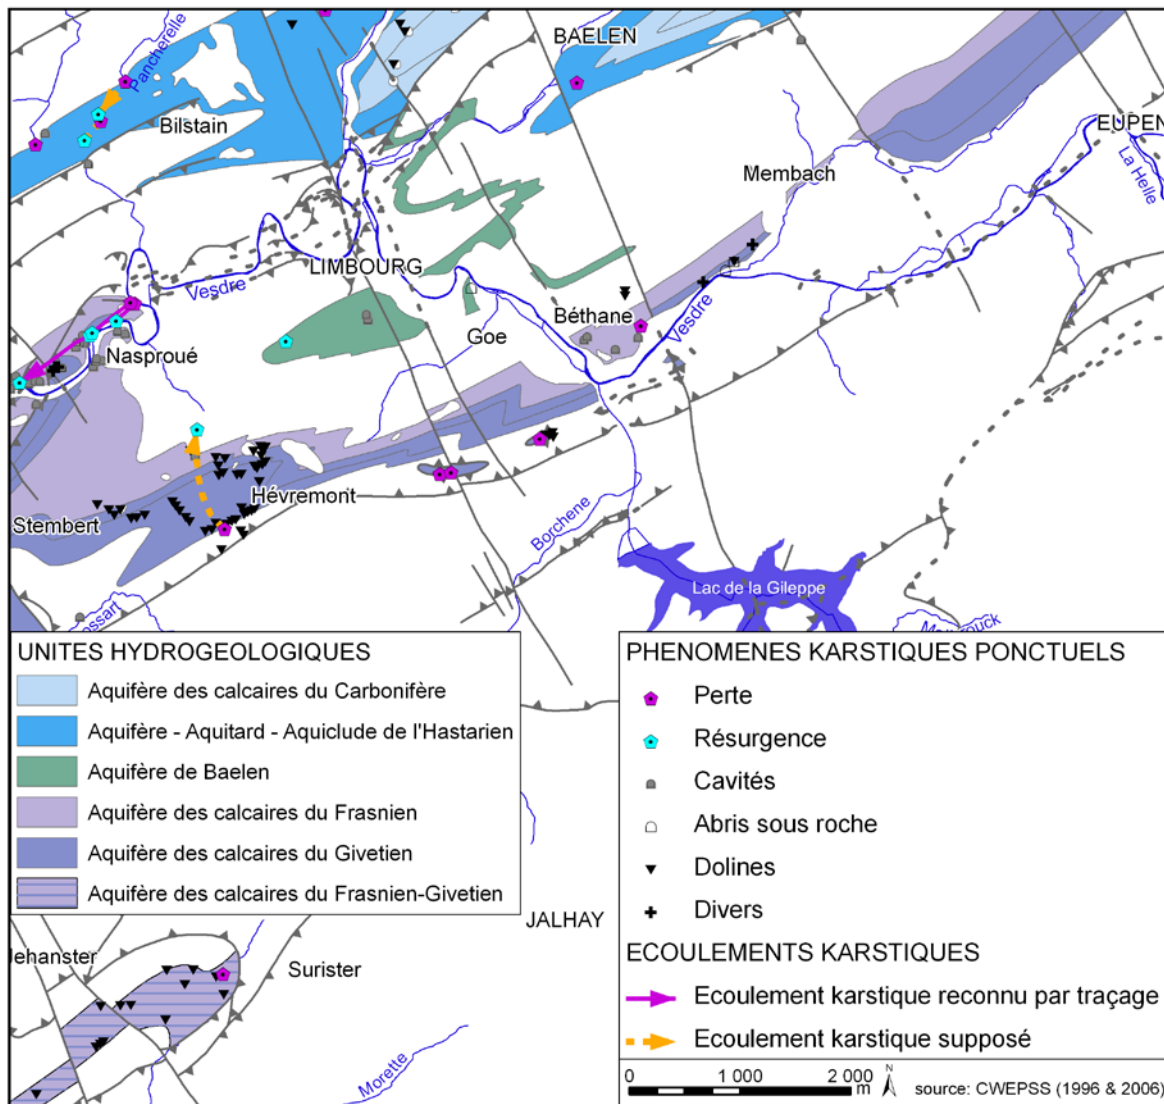 Pancherelle
BAELEN
Bilstain
EUPEN
La Helle
Membach
LIMBOURG
Vesdre
Béthane
Vesdre
Goe
Nasproué
Hévremont
Stembert
Borchene
Lac de la Gileppe
UNITES HYDROGEOLOGIQUES
Aquifère des calcaires du Carbonifère
Aquifère - Aquitard - Aquiclude de l'Hastarien
Aquifère de Baelen
Aquifère des calcaires du Frasnien
Aquifère des calcaires du Givetien
Aquifère des calcaires du Frasnien-Givetien
PHENOMENES KARSTIQUES PONCTUELS
Perte
Résurgence
Cavités
Abris sous roche
Dolines
Divers
ECOULEMENTS KARSTIQUES
Ecoulement karstique reconnu par traçage
Ecoulement karstique supposé
0 1 000 2 000
m
N
source: CWEPSS (1996 & 2006)
JALHAY
Jehanster
Surister
Morette